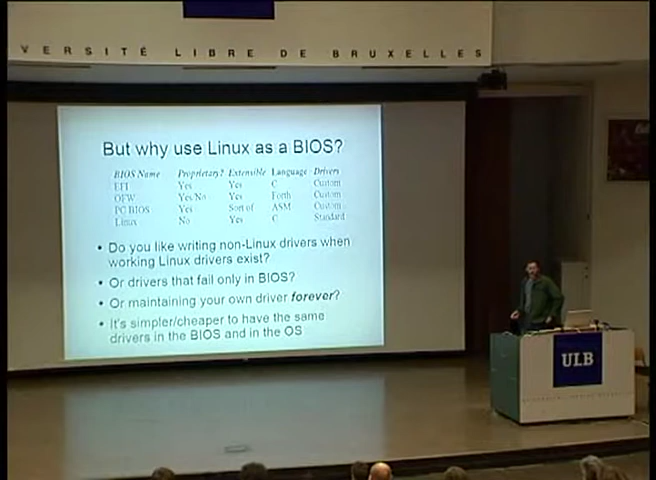 VERSITÉ LIBRE DE BRUXELLES
But why use Linux as a BIOS?
BIOS Name Proprietary? Extensible Language Drivers
EFI Yes Yes C Custom
OFW Yes/No Yes Forth Custom
PC BIOS Yes Sort of ASM Custom
Linux No Yes C Standard
• Do you like writing non-Linux drivers when
working Linux drivers exist?
• Or drivers that fail only in BIOS?
• Or maintaining your own driver forever?
• It's simpler/cheaper to have the same
drivers in the BIOS and in the OS
ULB